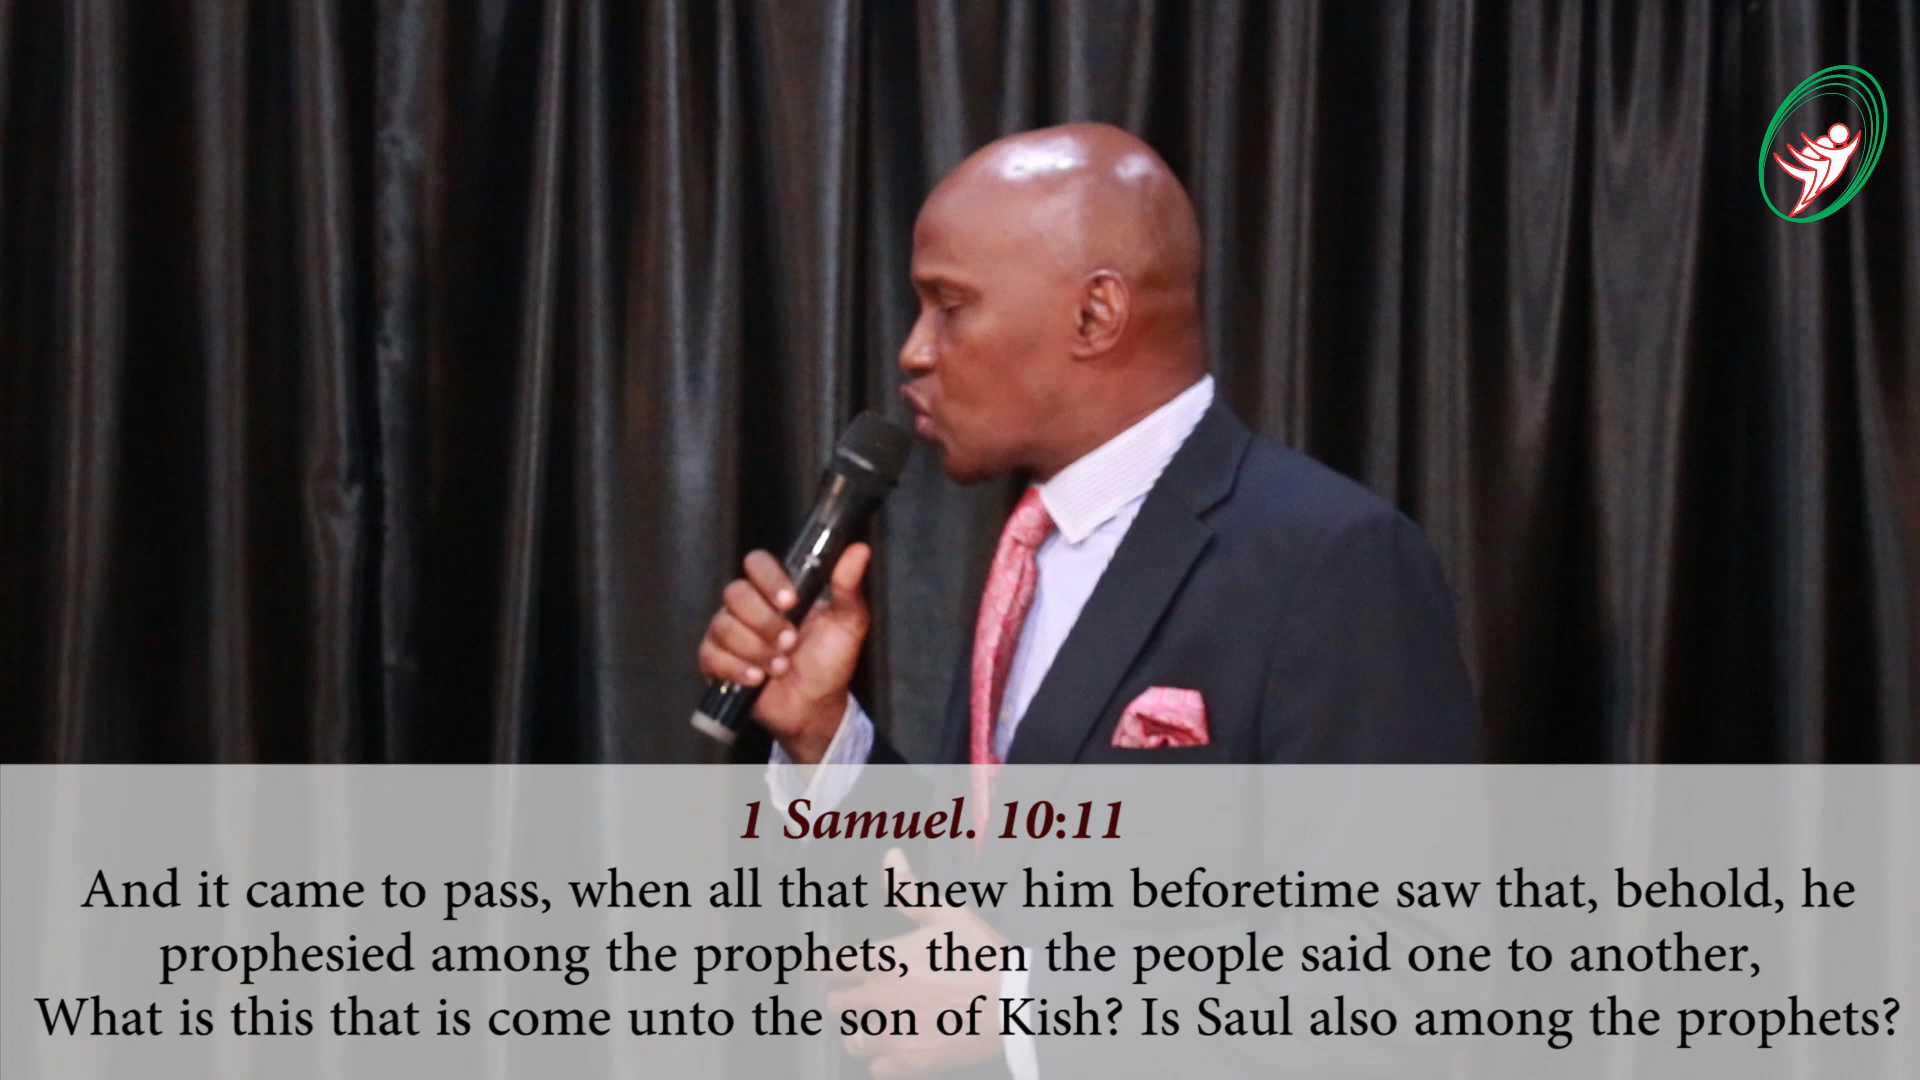 1 Samuel. 10:11
And it came to pass, when all that knew him beforetime saw that, behold, he
prophesied among the prophets, then the people said one to another,
What is this that is come unto the son of Kish? Is Saul also among the prophets?